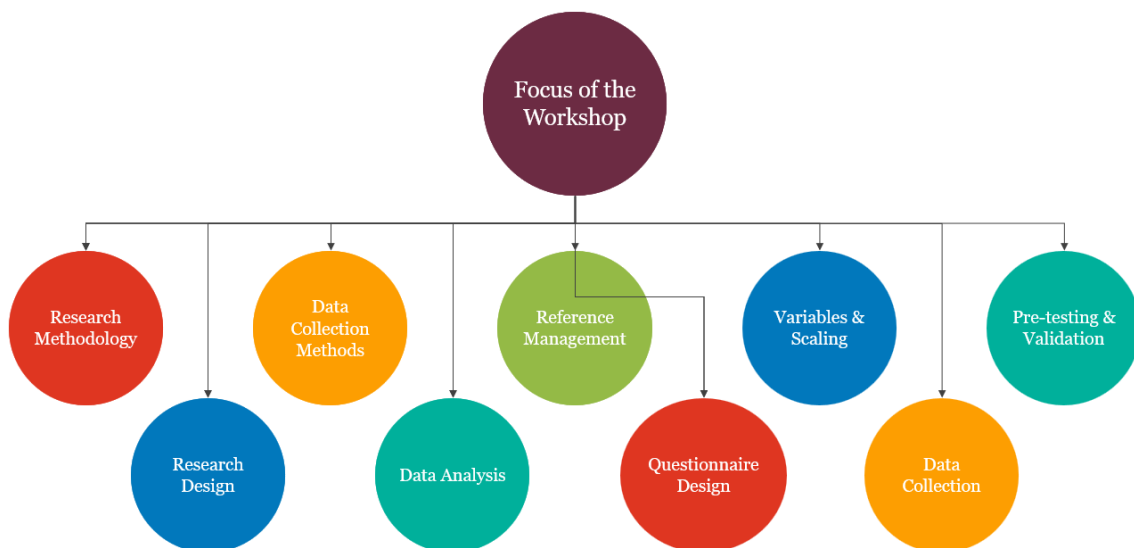 Focus of the
Workshop
Research
Methodology
Data
Collection
Methods
Reference
Management
Variables &
Scaling
Pre-testing &
Validation
Research
Design
Data Analysis
Questionnaire
Design
Data
Collection